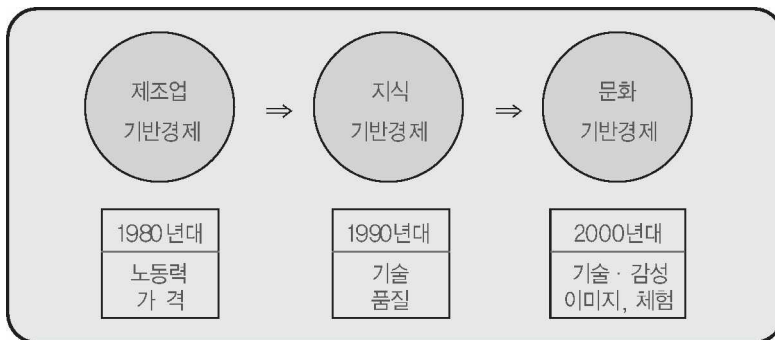 제조업
기반경제
⇒
지식
기반경제
⇒
문화
기반경제
1980년대
노동력
가 격
1990년대
기술
품질
2000년대
기술 · 감성
이미지, 체험